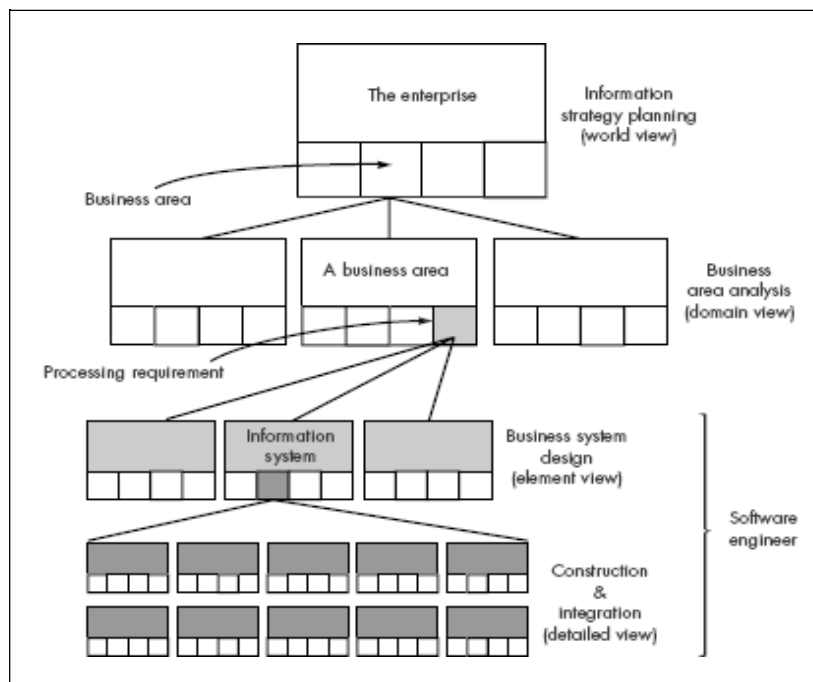 The enterprise
Information
strategy planning
(world view)
Business area
A business area
Business
area analysis
(domain view)
Processing requirement
Information
system
Business system
design
(element view)
Software
engineer
Construction
&
integration
(detailed view)